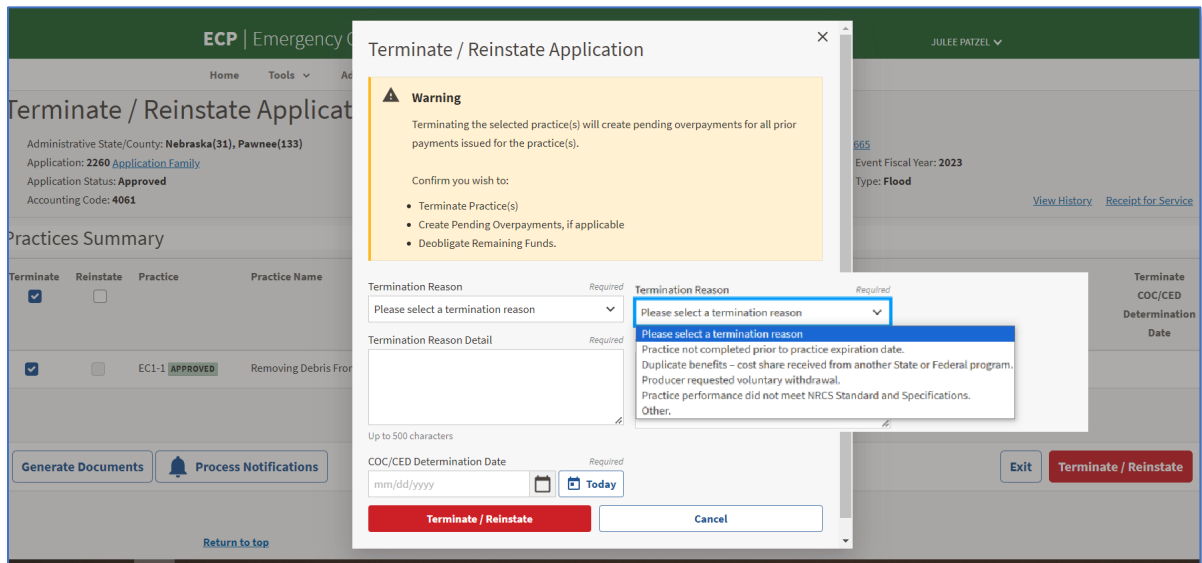 ECP | Emergency C
JULEE PATZEL
Home Tools Ad
Terminate / Reinstate Applicat
Administrative State/County: Nebraska(31), Pawnee(133)
Application: 2260 Application Family
Application Status: Approved
Accounting Code: 4061
665
Event Fiscal Year: 2023
Type: Flood
View History Receipt for Service
Practices Summary
Terminate Reinstate Practice Practice Name
Terminate
COC/CED
Determination
Date
EC1-1 APPROVED Removing Debris Fror
Generate Documents Process Notifications
Exit Terminate / Reinstate
Return to top
Terminate / Reinstate Application
Warning
Terminating the selected practice(s) will create pending overpayments for all prior
payments issued for the practice(s).
Confirm you wish to:
• Terminate Practice(s)
• Create Pending Overpayments, if applicable
• Deobligate Remaining Funds.
Termination Reason Required
Please select a termination reason
Termination Reason Detail Required
Up to 500 characters
COC/CED Determination Date Required
mm/dd/yyyy Today
Terminate / Reinstate Cancel
Termination Reason Required
Please select a termination reason
Please select a termination reason
Practice not completed prior to practice expiration date.
Duplicate benefits – cost share received from another State or Federal program.
Producer requested voluntary withdrawal.
Practice performance did not meet NRCS Standard and Specifications.
Other.